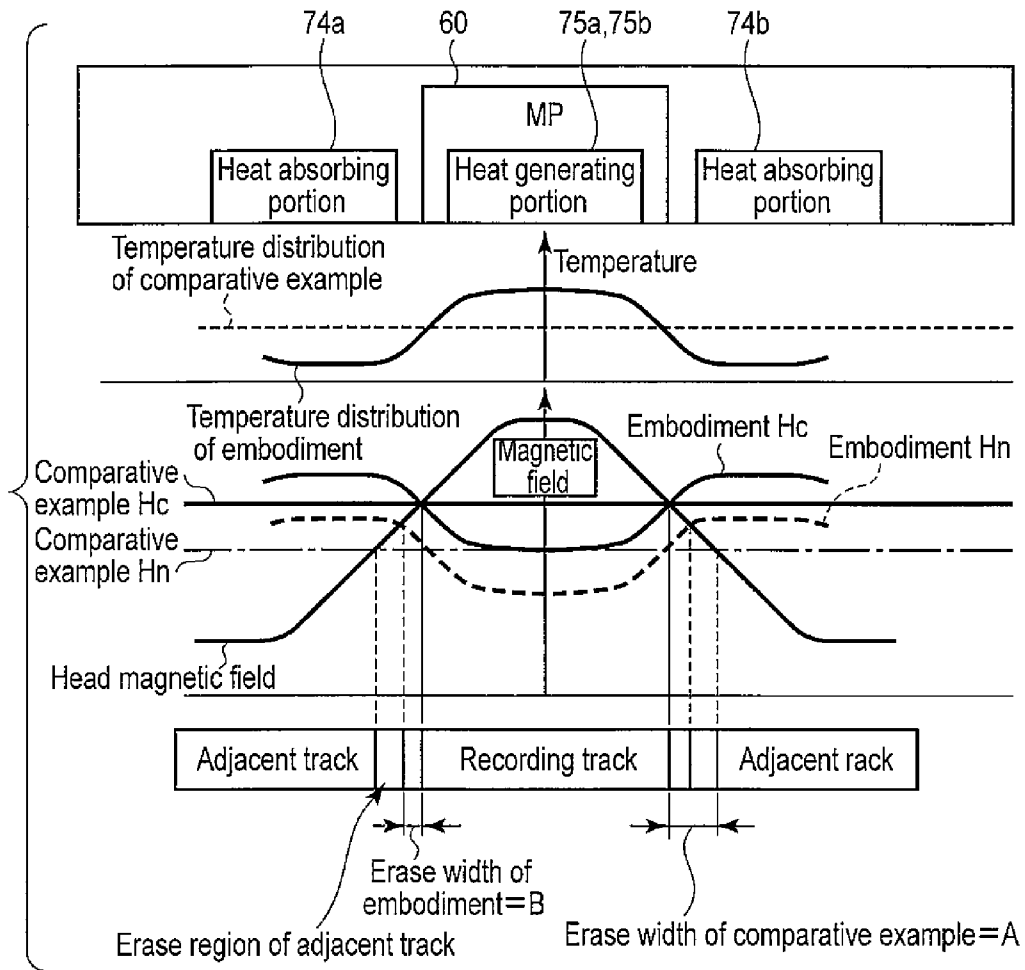 74a
60
75a,75b
74b
MP
Heat absorbing
portion
Heat generating
portion
Heat absorbing
portion
Temperature distribution
of comparative example
Temperature
Temperature distribution
of embodiment
Embodiment Hc
Embodiment Hn
Magnetic
field
Comparative
example Hc
Comparative
example Hn
Head magnetic field
Adjacent track
Recording track
Adjacent rack
Erase width of
embodiment=B
Erase region of adjacent track
Erase width of comparative example=A